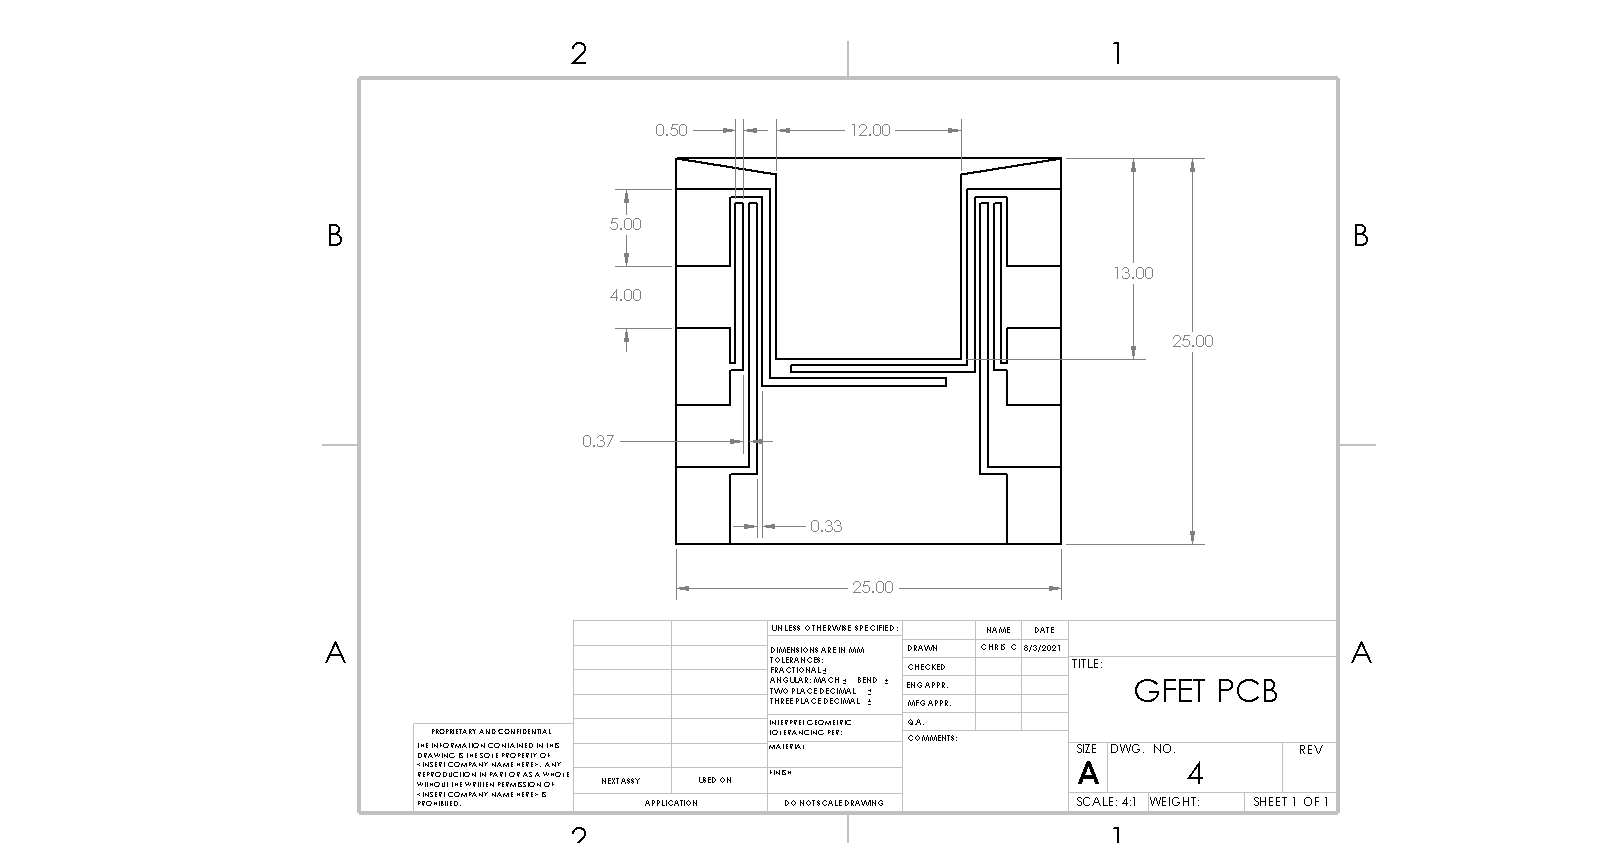 2 1
0.50 12.00
B B
5.00
13.00
4.00
25.00
0.37
0.33
25.00
A A
UNLESS OTHERWISE SPECIFIED:
DIMENSIONS ARE IN MM
TOLERANCES:
FRACTIONAL ±
ANGULAR: MACH ± BEND ±
TWO PLACE DECIMAL ±
THREE PLACE DECIMAL ±
INTERPRET GEOMETRIC
TOLERANCING PER:
MATERIAL
FINISH
DO NOT SCALE DRAWING
NAME DATE
DRAWN CHRIS C 8/3/2021
CHECKED
ENG APPR.
MFG APPR.
Q.A.
COMMENTS:
TITLE:
GFET PCB
SIZE DWG. NO. REV
A 4
SCALE: 4:1 WEIGHT: SHEET 1 OF 1
PROPRIETARY AND CONFIDENTIAL
THE INFORMATION CONTAINED IN THIS
DRAWING IS THE SOLE PROPERTY OF
<INSERT COMPANY NAME HERE>. ANY
REPRODUCTION IN PART OR AS A WHOLE
WITHOUT THE WRITTEN PERMISSION OF
<INSERT COMPANY NAME HERE> IS
PROHIBITED.
NEXT ASSY USED ON
APPLICATION
2 1